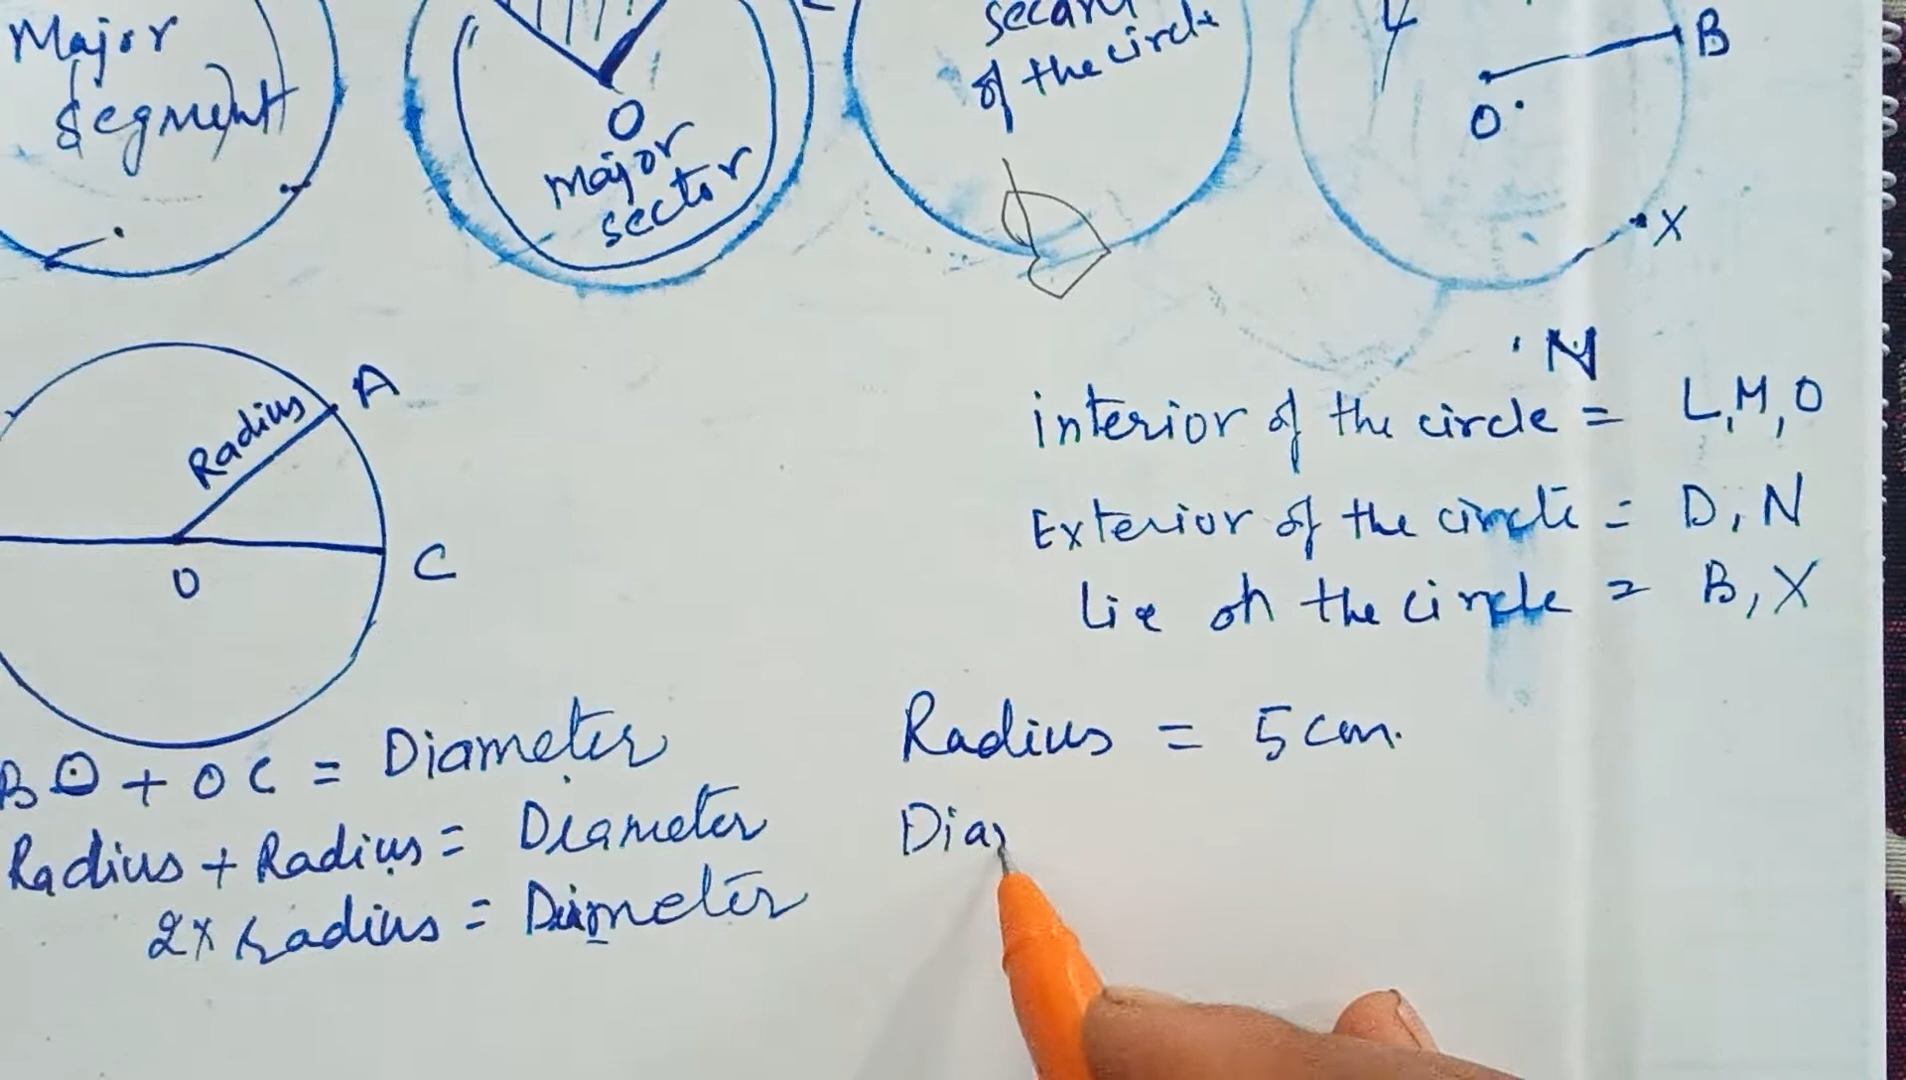 Major
Segment
O
Major
sector
secant
of the circle
B
O
X
N
Radius
A
O
C
interior of the circle = L, M, O
Exterior of the circle = D, N
Lie on the circle = B, X
BO + OC = Diameter
Radius + Radius = Diameter
2x radius = Diameter
Radius = 5 cm.
Dia